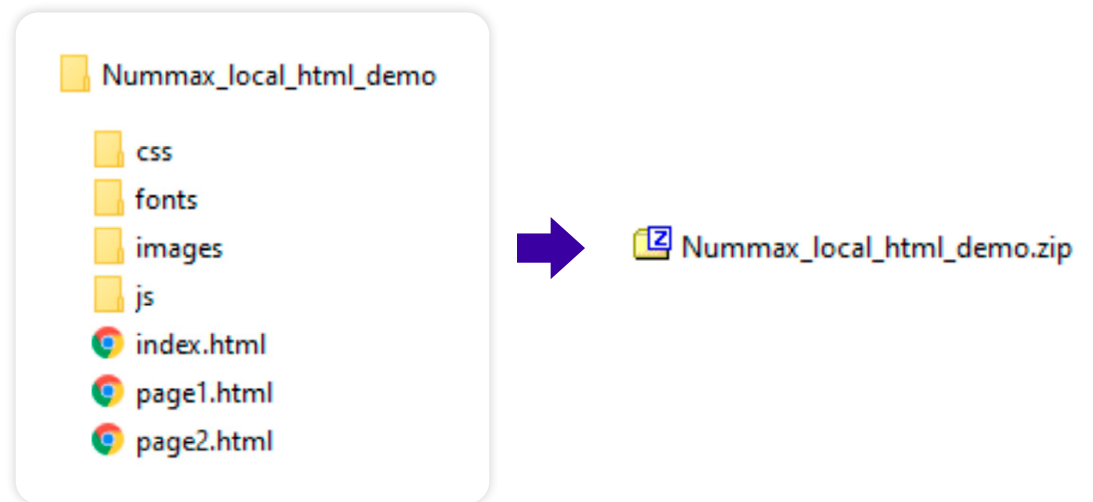 Nummax_local_html_demo
css
fonts
images
js
index.html
page1.html
page2.html
Nummax_local_html_demo.zip